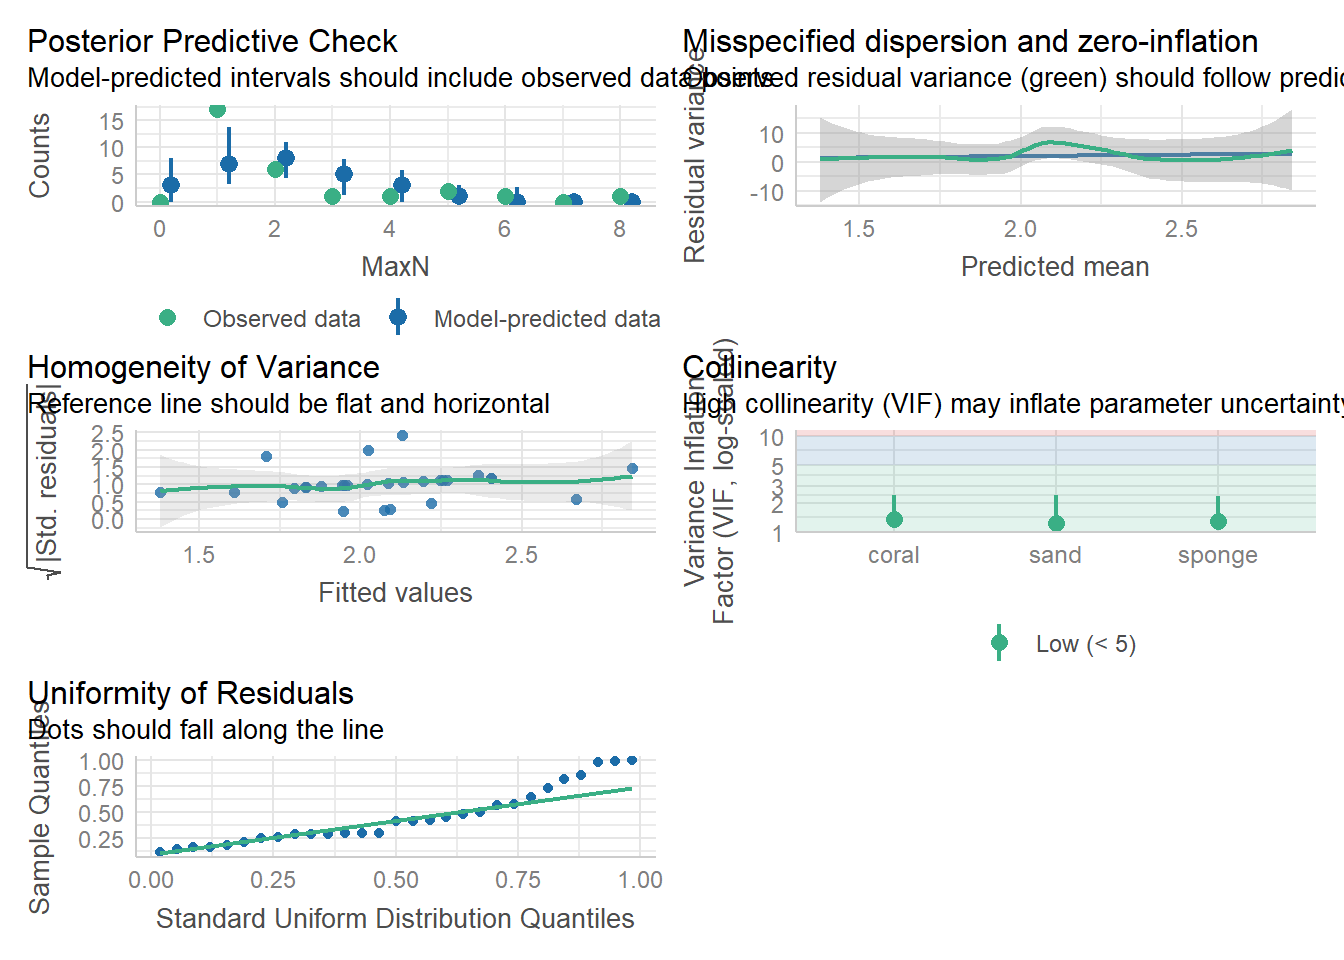 Posterior Predictive Check
Model-predicted intervals should include observed data points
Counts
15
10
5
0
0 2 4 6 8
MaxN
Observed data Model-predicted data
Misspecified dispersion and zero-inflation
Observed residual variance (green) should follow predic
Residual variance
10
0
-10
1.5 2.0 2.5
Predicted mean
Homogeneity of Variance
Reference line should be flat and horizontal
√|Std. residuals|
2.5
2.0
1.5
1.0
0.5
0.0
1.5 2.0 2.5
Fitted values
Collinearity
High collinearity (VIF) may inflate parameter uncertainty
Variance Inflation
Factor (VIF, log-scaled)
10
5
3
2
1
coral sand sponge
Low (< 5)
Uniformity of Residuals
Dots should fall along the line
Sample Quantiles
1.00
0.75
0.50
0.25
0.00 0.25 0.50 0.75 1.00
Standard Uniform Distribution Quantiles